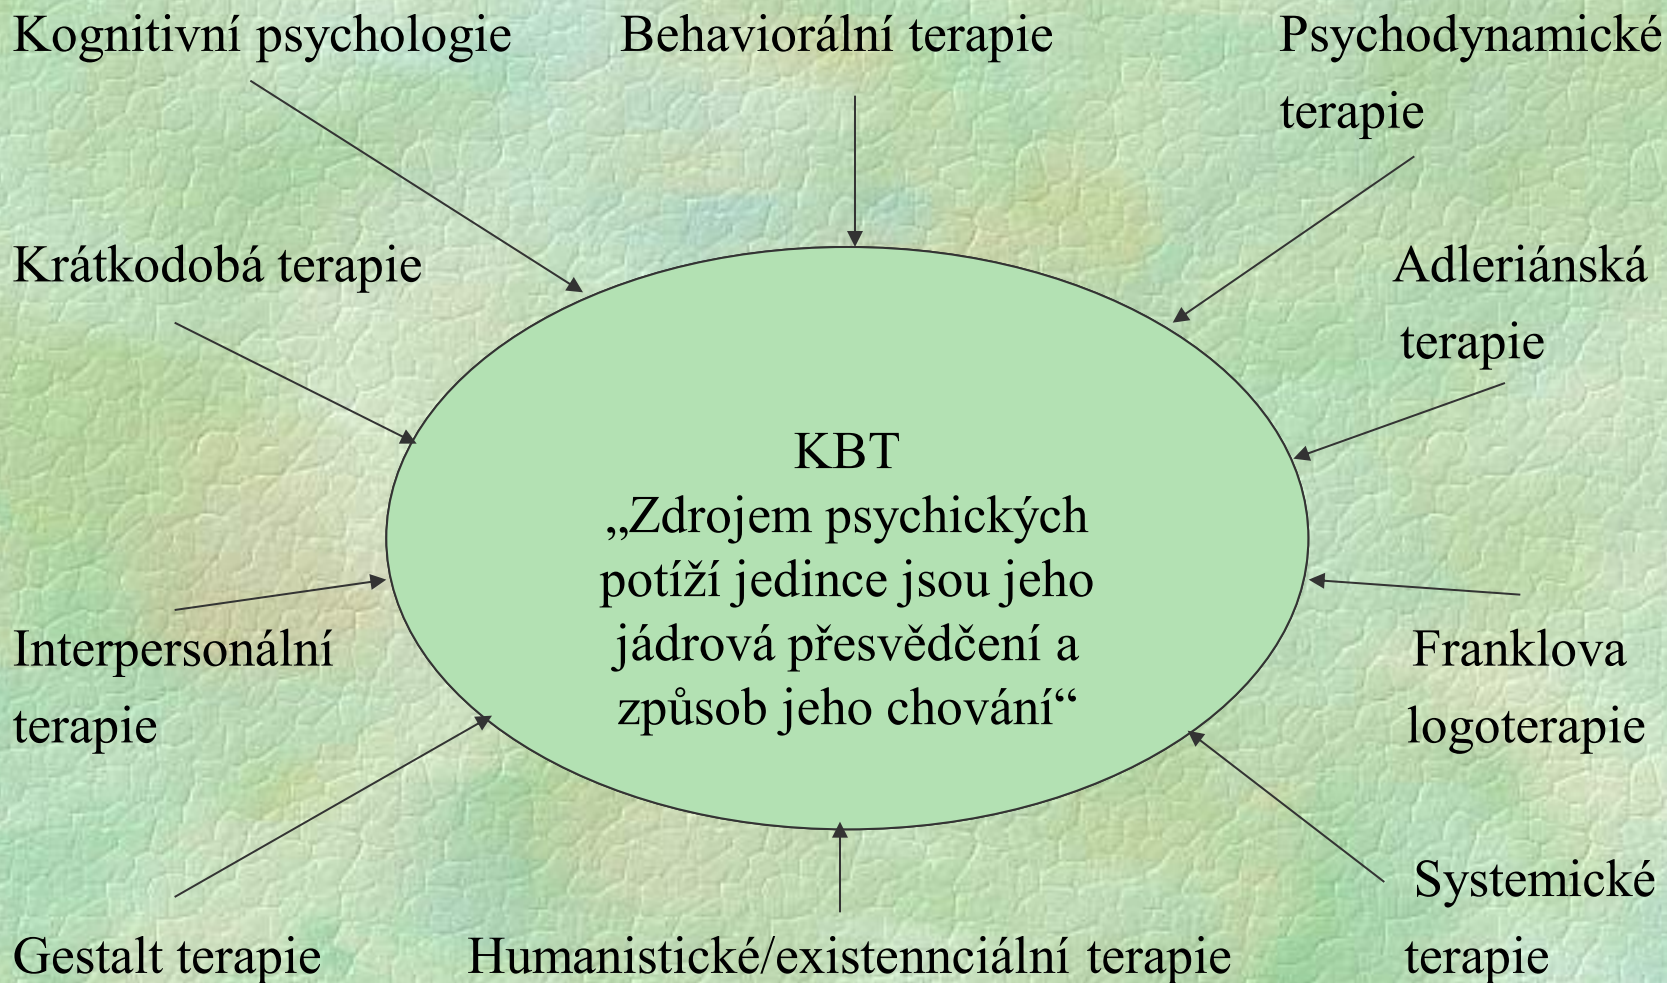 Kognitivní psychologie
Behaviorální terapie
Psychodynamické
terapie
Krátkodobá terapie
Adleriánská
terapie
KBT
„Zdrojem psychických
potíží jedince jsou jeho
jádrová přesvědčení a
způsob jeho chování“
Interpersonální
terapie
Franklova
logoterapie
Gestalt terapie
Humanistické/existennciální terapie
Systemické
terapie